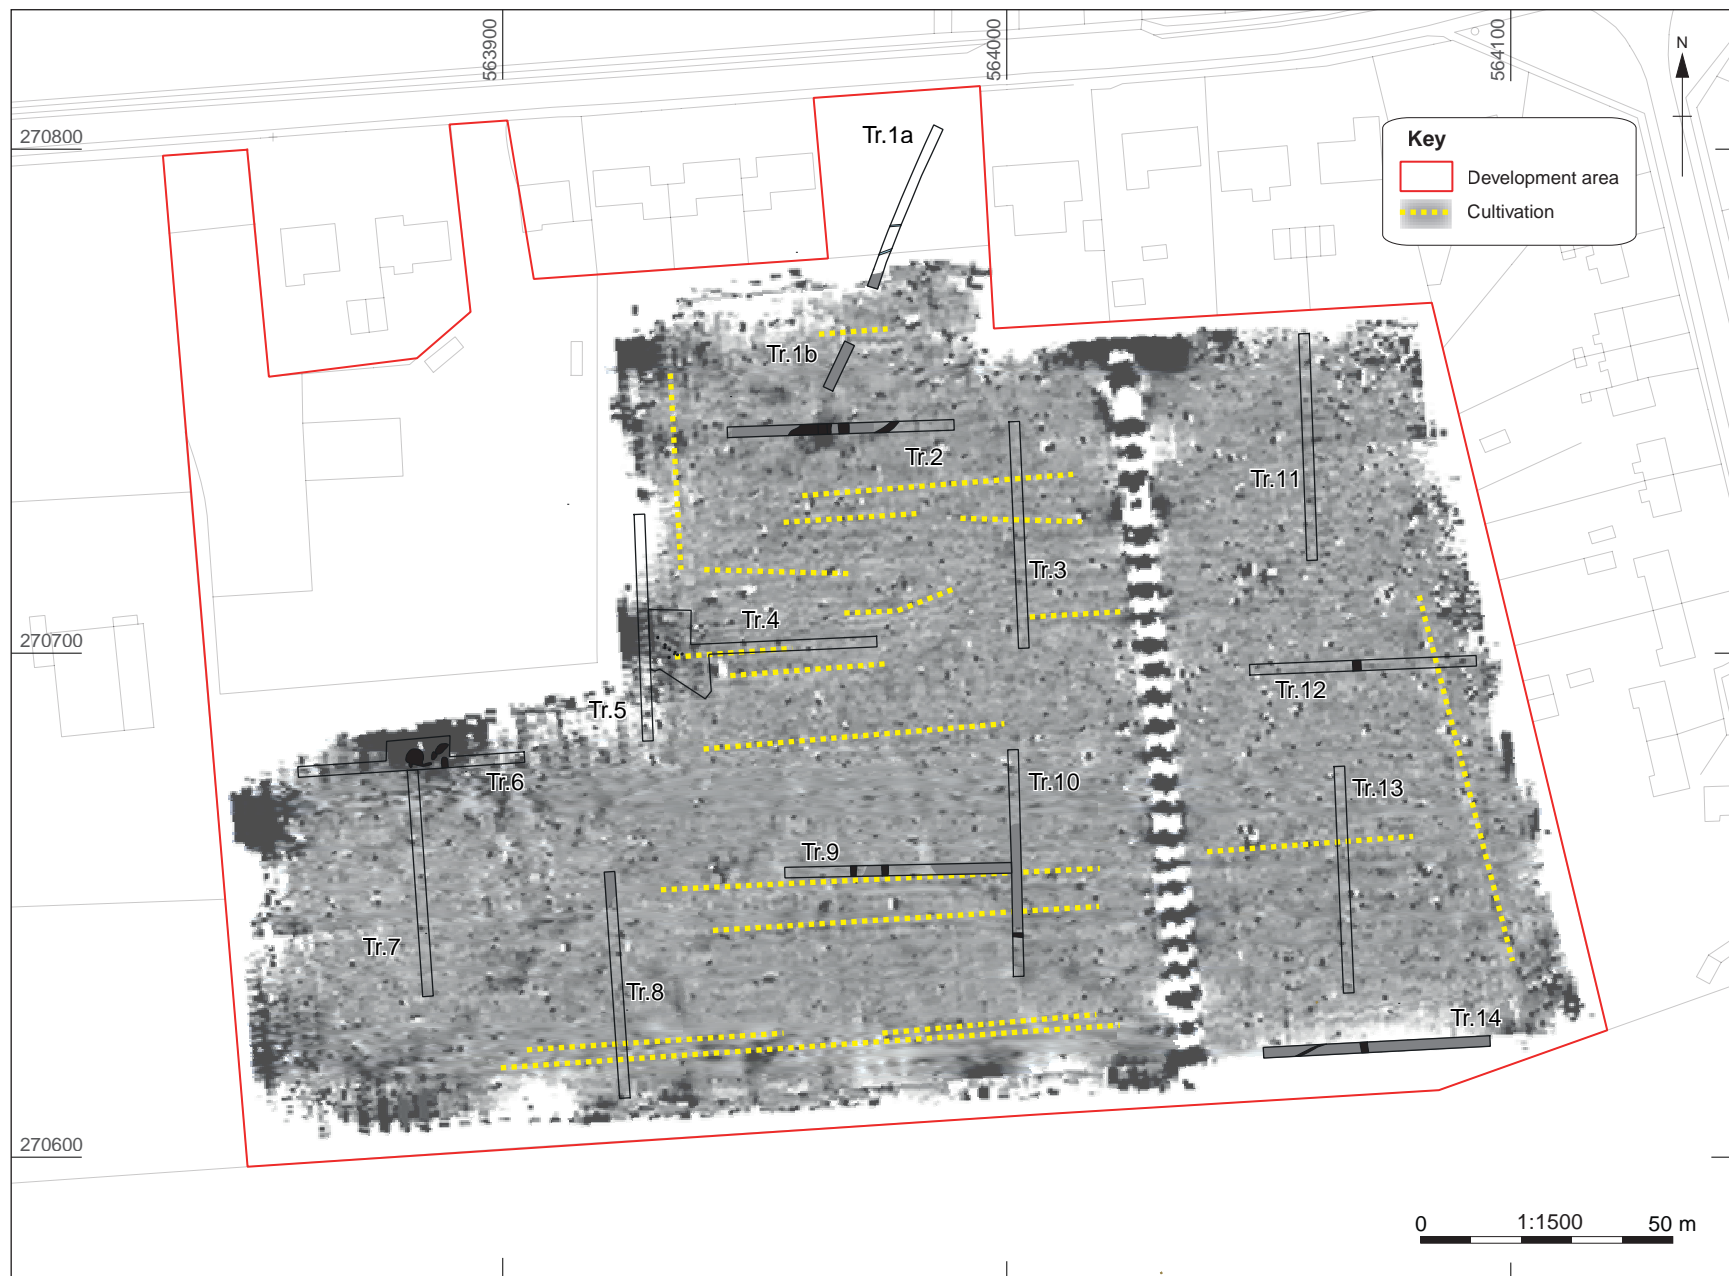 563900
564000
564100
N
270800
Tr.1a
Key
Development area
Cultivation
Tr.1b
Tr.2
Tr.11
Tr.3
Tr.4
270700
Tr.12
Tr.5
Tr.6
Tr.10
Tr.13
Tr.9
Tr.7
Tr.8
Tr.14
270600
0 1:1500 50 m